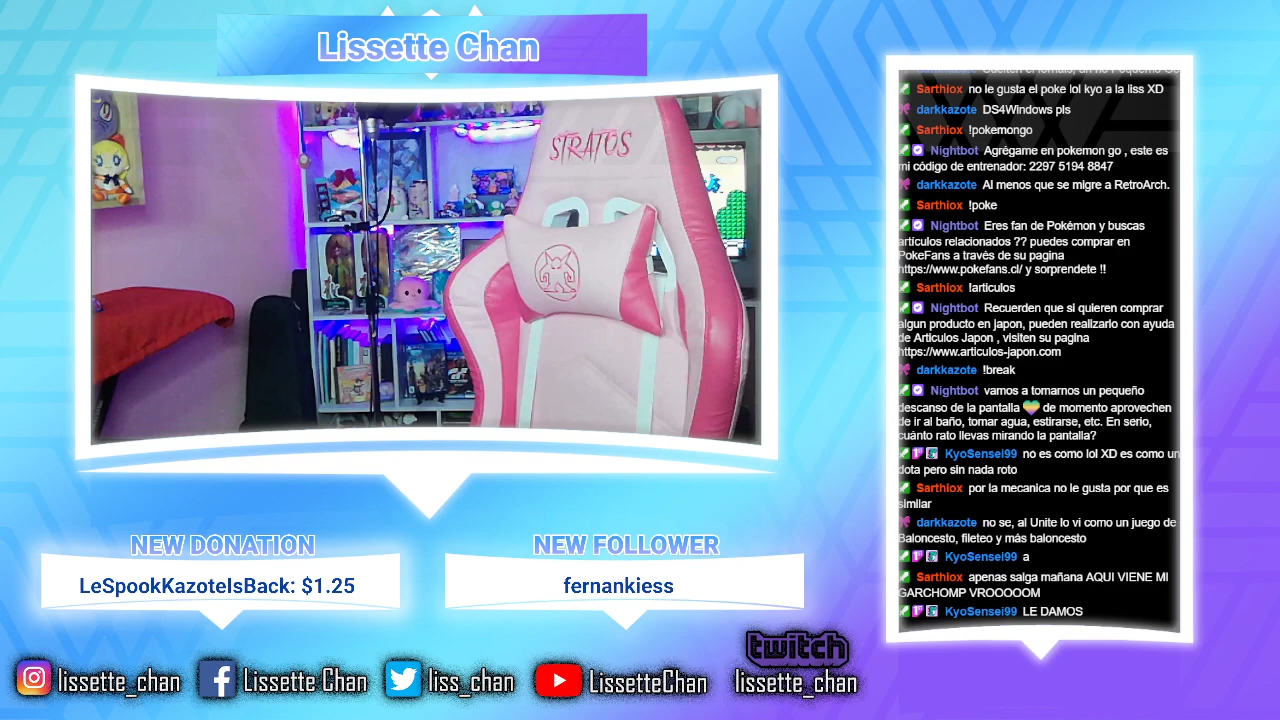 Lissette Chan
STRATOS
NEW DONATION
LeSpookKazoteIsBack: $1.25
NEW FOLLOWER
fernankiess
lissette_chan
Lissette Chan
liss_chan
LissetteChan
twitch
lissette_chan
Sarthiox no le gusta el poke lol kyo a la liss XD
darkkazote DS4Windows pls
Sarthiox !pokemongo
Nightbot Agrégame en pokemon go , este es
mi código de entrenador: 2297 5194 8847
darkkazote Al menos que se migre a RetroArch.
Sarthiox !poke
Nightbot Eres fan de Pokémon y buscas
artículos relacionados ?? puedes comprar en
PokeFans a través de su pagina
https://www.pokefans.cl/ y sorprendete !!
Sarthiox !articulos
Nightbot Recuerden que si quieren comprar
algun producto en japon, pueden realizarlo con ayuda
de Articulos Japon , visiten su pagina
https://www.articulos-japon.com
darkkazote !break
Nightbot vamos a tomarnos un pequeño
descanso de la pantalla de momento aprovechen
de ir al baño, tomar agua, estirarse, etc. En serio,
cuánto rato llevas mirando la pantalla?
KyoSensei99 no es como lol XD es como un
dota pero sin nada roto
Sarthiox por la mecanica no le gusta por que es
similar
darkkazote no se, al Unite lo vi como un juego de
Baloncesto, fileteo y más baloncesto
KyoSensei99 a
Sarthiox apenas salga mañana AQUI VIENE MI
GARCHOMP VROOOOOM
KyoSensei99 LE DAMOS